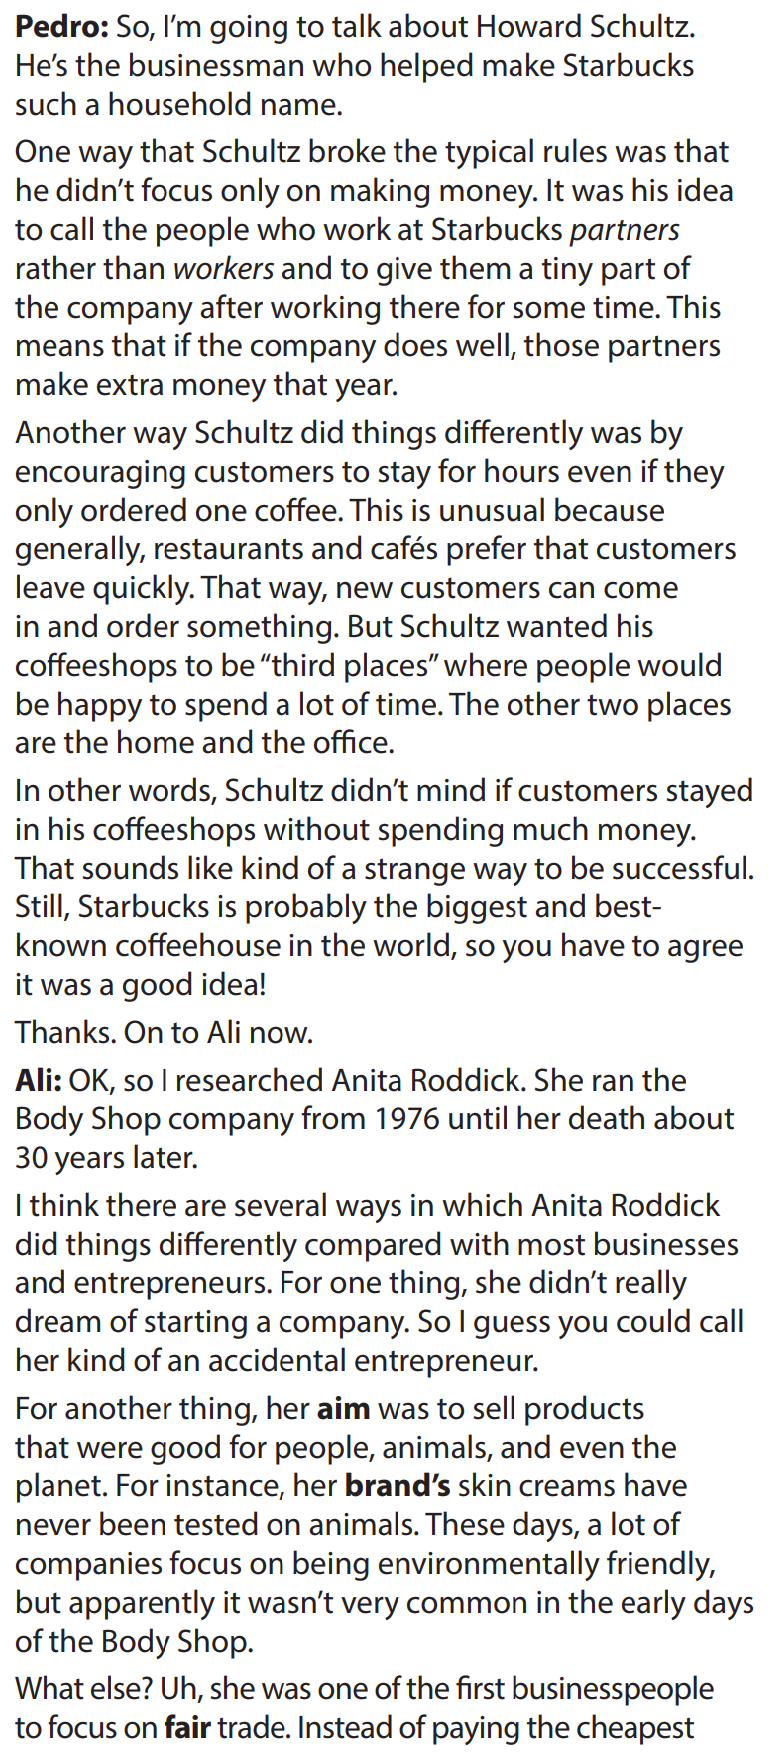 Pedro: So, I’m going to talk about Howard Schultz.
He’s the businessman who helped make Starbucks
such a household name.
One way that Schultz broke the typical rules was that
he didn’t focus only on making money. It was his idea
to call the people who work at Starbucks partners
rather than workers and to give them a tiny part of
the company after working there for some time. This
means that if the company does well, those partners
make extra money that year.
Another way Schultz did things differently was by
encouraging customers to stay for hours even if they
only ordered one coffee. This is unusual because
generally, restaurants and cafés prefer that customers
leave quickly. That way, new customers can come
in and order something. But Schultz wanted his
coffeeshops to be “third places” where people would
be happy to spend a lot of time. The other two places
are the home and the office.
In other words, Schultz didn’t mind if customers stayed
in his coffeeshops without spending much money.
That sounds like kind of a strange way to be successful.
Still, Starbucks is probably the biggest and best-
known coffeehouse in the world, so you have to agree
it was a good idea!
Thanks. On to Ali now.
Ali: OK, so I researched Anita Roddick. She ran the
Body Shop company from 1976 until her death about
30 years later.
I think there are several ways in which Anita Roddick
did things differently compared with most businesses
and entrepreneurs. For one thing, she didn’t really
dream of starting a company. So I guess you could call
her kind of an accidental entrepreneur.
For another thing, her aim was to sell products
that were good for people, animals, and even the
planet. For instance, her brand’s skin creams have
never been tested on animals. These days, a lot of
companies focus on being environmentally friendly,
but apparently it wasn’t very common in the early days
of the Body Shop.
What else? Uh, she was one of the first businesspeople
to focus on fair trade. Instead of paying the cheapest